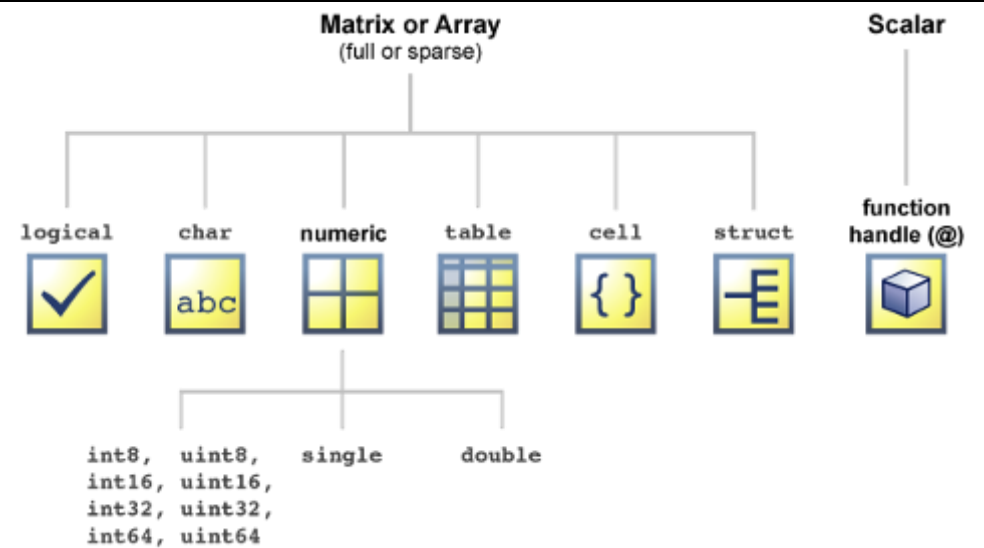 Matrix or Array
(full or sparse)
Scalar
logical
char
numeric
table
cell
struct
function
handle (@)
abc
{ }
int8, uint8,
int16, uint16,
int32, uint32,
int64, uint64
single
double